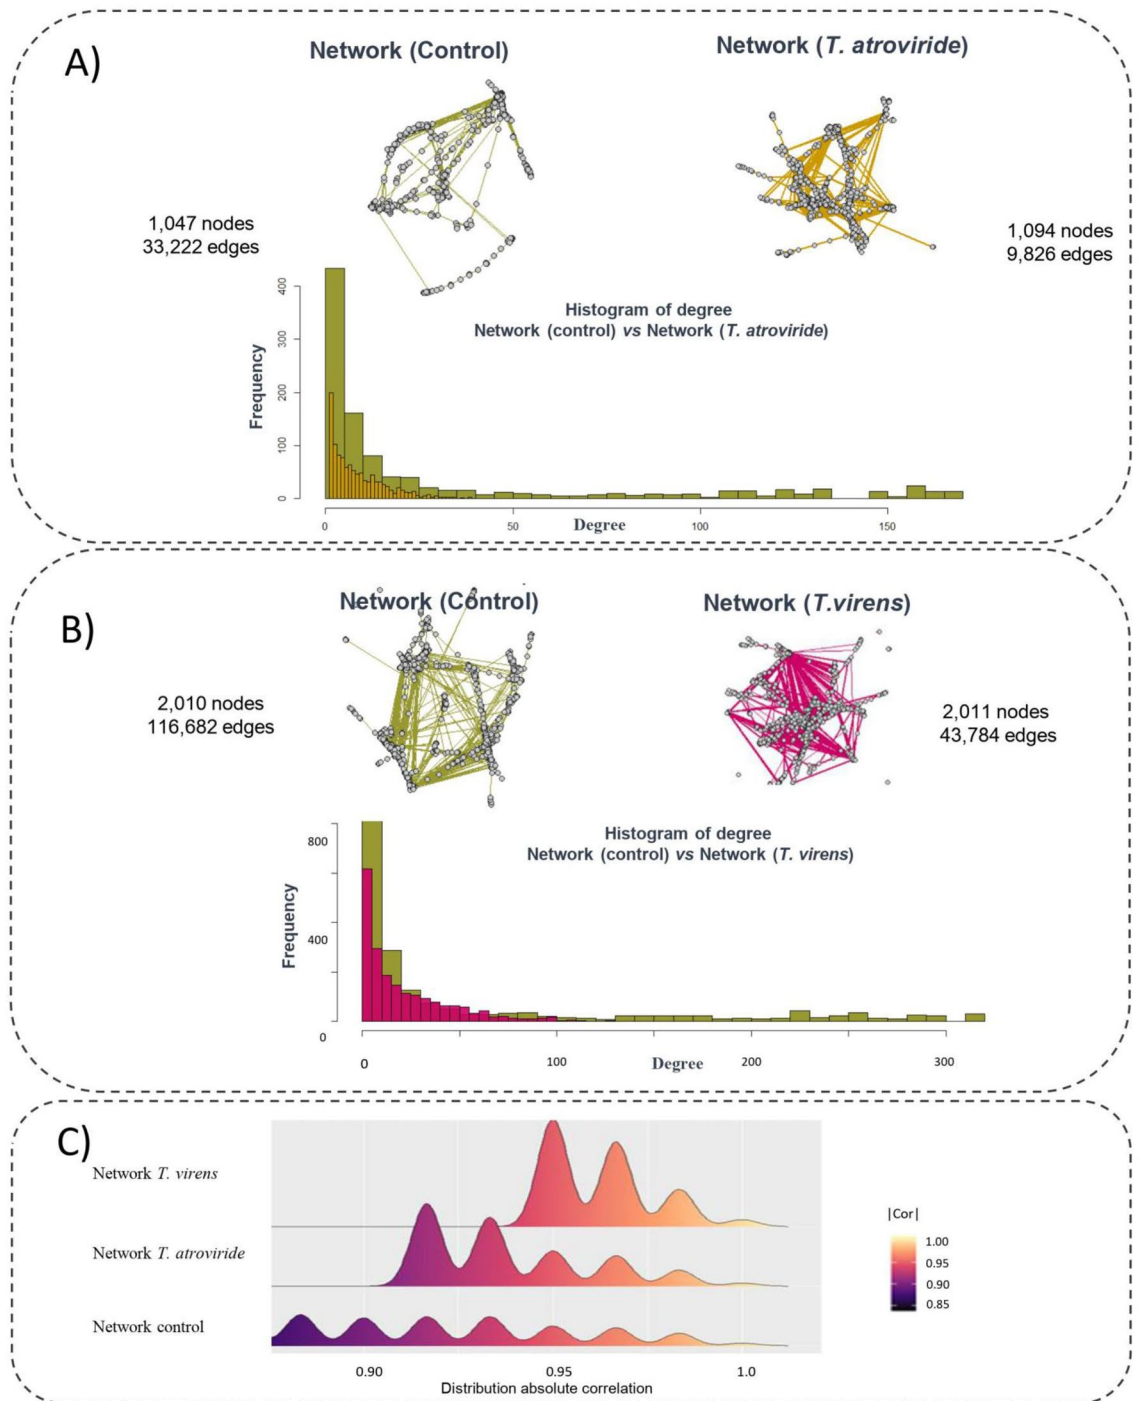 A)
Network (Control)
Network (T. atroviride)
1,047 nodes
33,222 edges
1,094 nodes
9,826 edges
Histogram of degree
Network (control) vs Network (T. atroviride)
Frequency
400
300
200
100
0
0
50
100
150
Degree
B)
Network (Control)
Network (T.virens)
2,010 nodes
116,682 edges
2,011 nodes
43,784 edges
Histogram of degree
Network (control) vs Network (T. virens)
Frequency
800
400
0
0
100
200
300
Degree
C)
Network T. virens
Network T. atroviride
Network control
|Cor|
1.00
0.95
0.90
0.85
0.90
0.95
1.0
Distribution absolute correlation